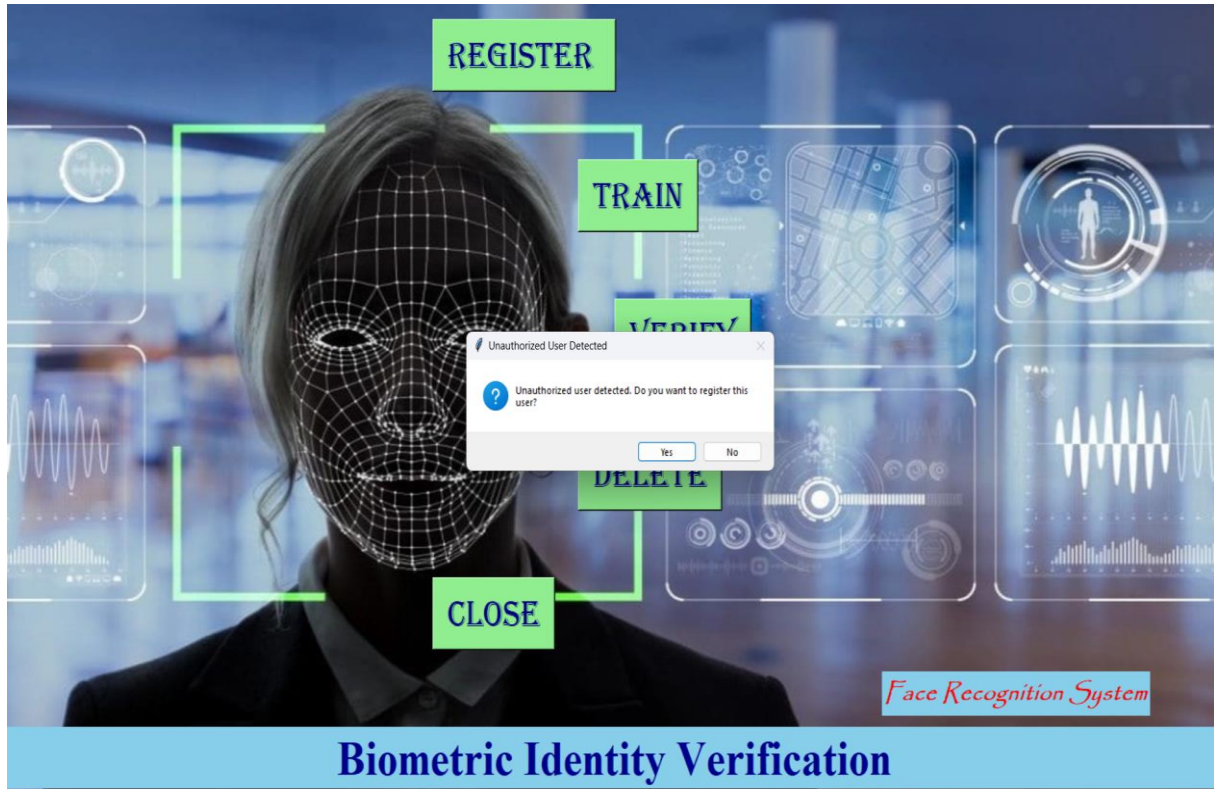 REGISTER
TRAIN
VERIFY
Unauthorized User Detected
Unauthorized user detected. Do you want to register this
user?
Yes
No
DELETE
CLOSE
Face Recognition System
Biometric Identity Verification